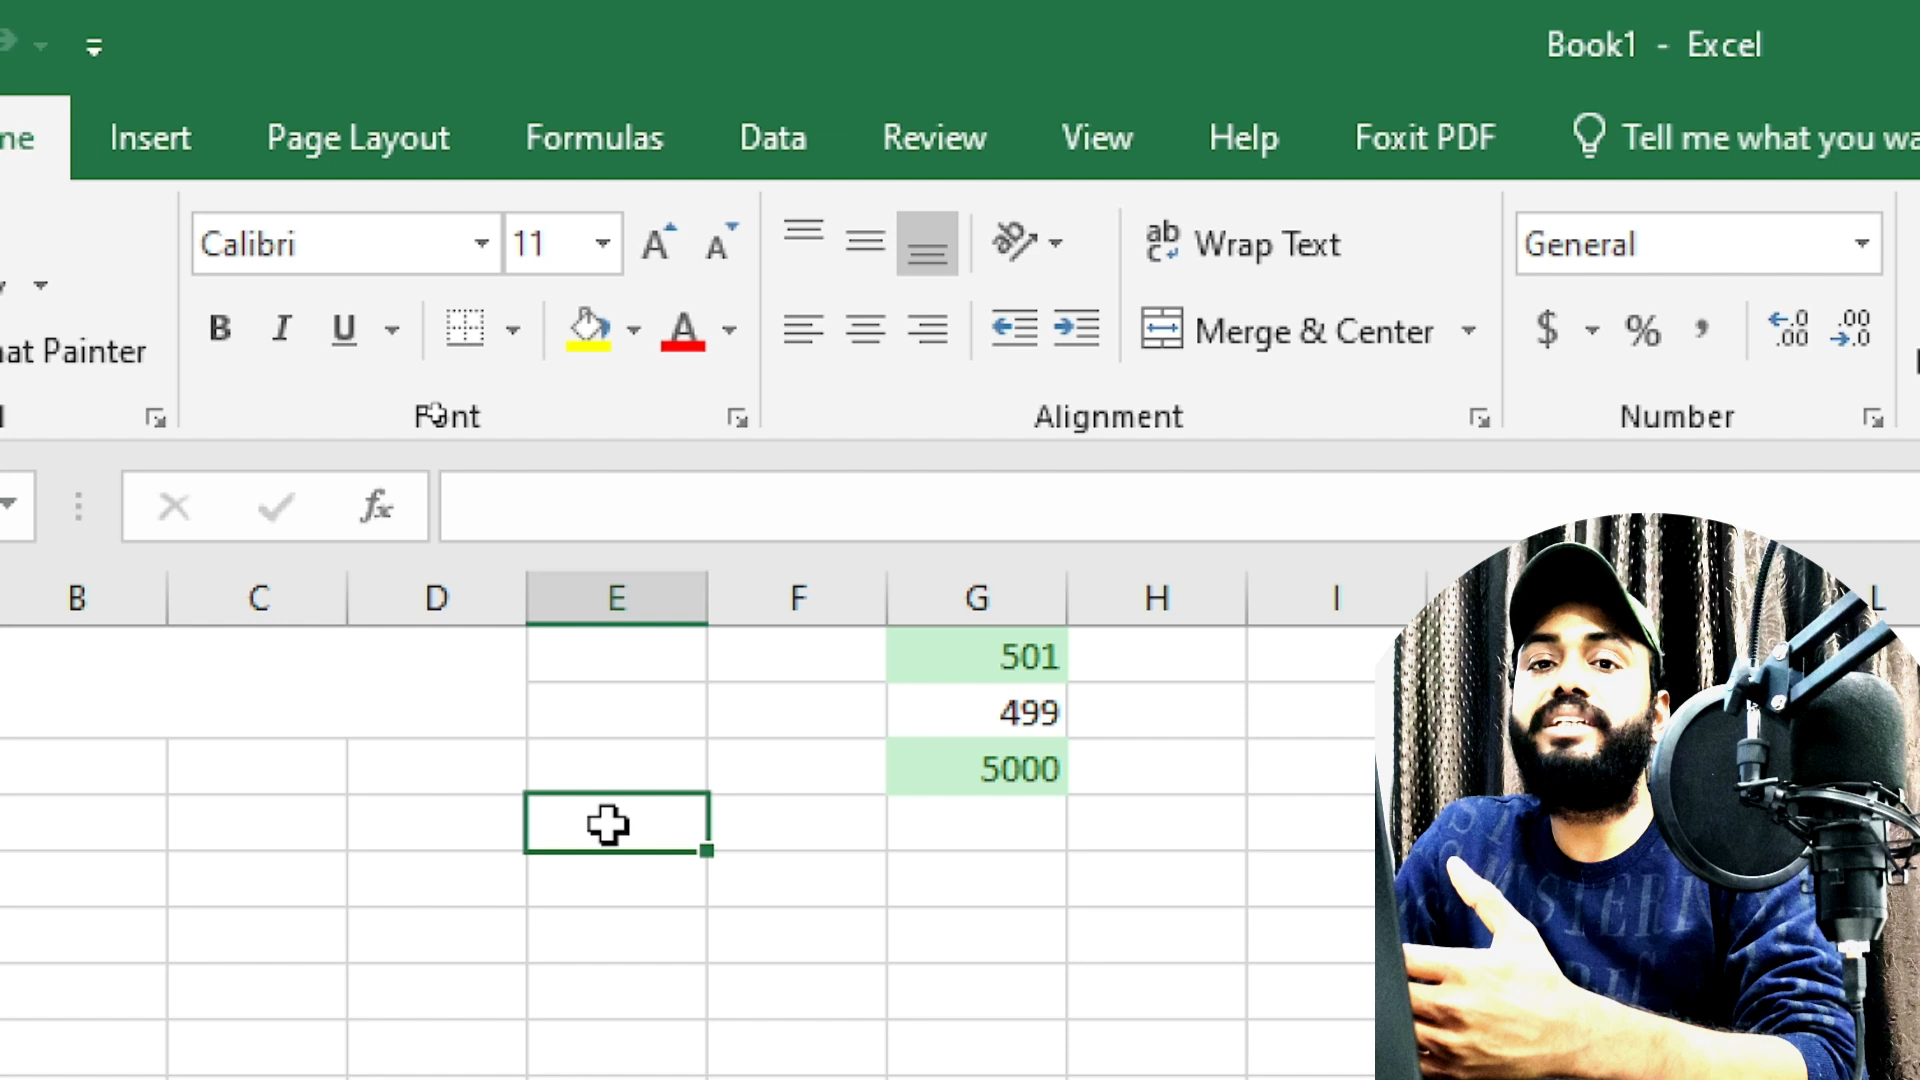 Book1 - Excel
ne Insert Page Layout Formulas Data Review View Help Foxit PDF Tell me what you wa
Calibri 11 Wrap Text General
B I U Merge & Center $ % ,
at Painter
Font Alignment Number
fx
B C D E F G H I L
501
499
5000